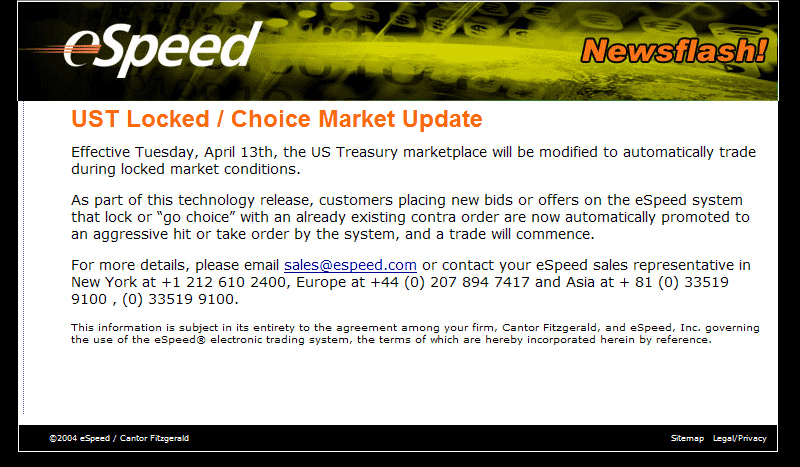 eSpeed
Newsflash!
UST Locked / Choice Market Update
Effective Tuesday, April 13th, the US Treasury marketplace will be modified to automatically trade
during locked market conditions.
As part of this technology release, customers placing new bids or offers on the eSpeed system
that lock or “go choice” with an already existing contra order are now automatically promoted to
an aggressive hit or take order by the system, and a trade will commence.
For more details, please email sales@espeed.com or contact your eSpeed sales representative in
New York at +1 212 610 2400, Europe at +44 (0) 207 894 7417 and Asia at + 81 (0) 33519
9100 , (0) 33519 9100.
This information is subject in its entirety to the agreement among your firm, Cantor Fitzgerald, and eSpeed, Inc. governing
the use of the eSpeed® electronic trading system, the terms of which are hereby incorporated herein by reference.
©2004 eSpeed / Cantor Fitzgerald
Sitemap Legal/Privacy